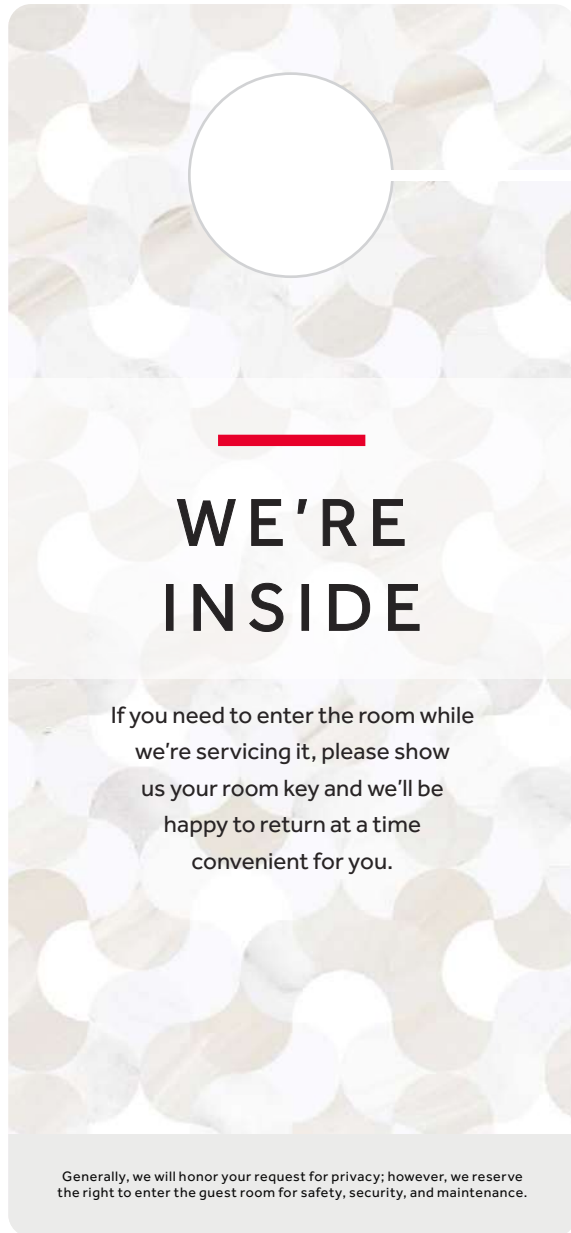 WE’RE
INSIDE
If you need to enter the room while
we’re servicing it, please show
us your room key and we’ll be
happy to return at a time
convenient for you.
Generally, we will honor your request for privacy; however, we reserve
the right to enter the guest room for safety, security, and maintenance.